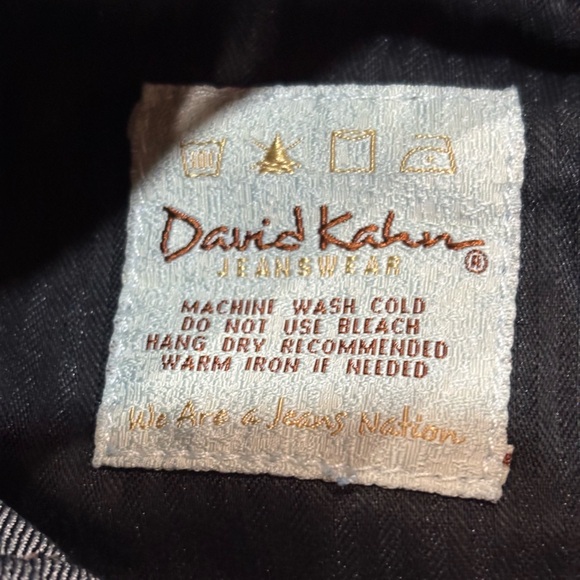 David Kahn®
JEANSWEAR
MACHINE WASH COLD
DO NOT USE BLEACH
HANG DRY RECOMMENDED
WARM IRON IF NEEDED
We Are a Jeans Nation